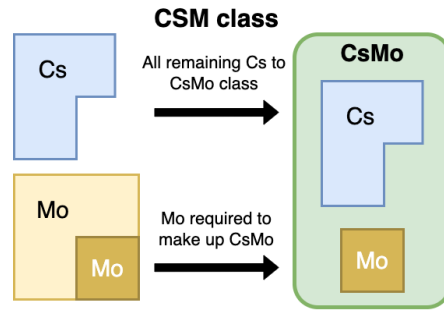 CSM class
Cs
All remaining Cs to
CsMo class
CsMo
Cs
Mo
Mo
Mo required to
make up CsMo
Mo